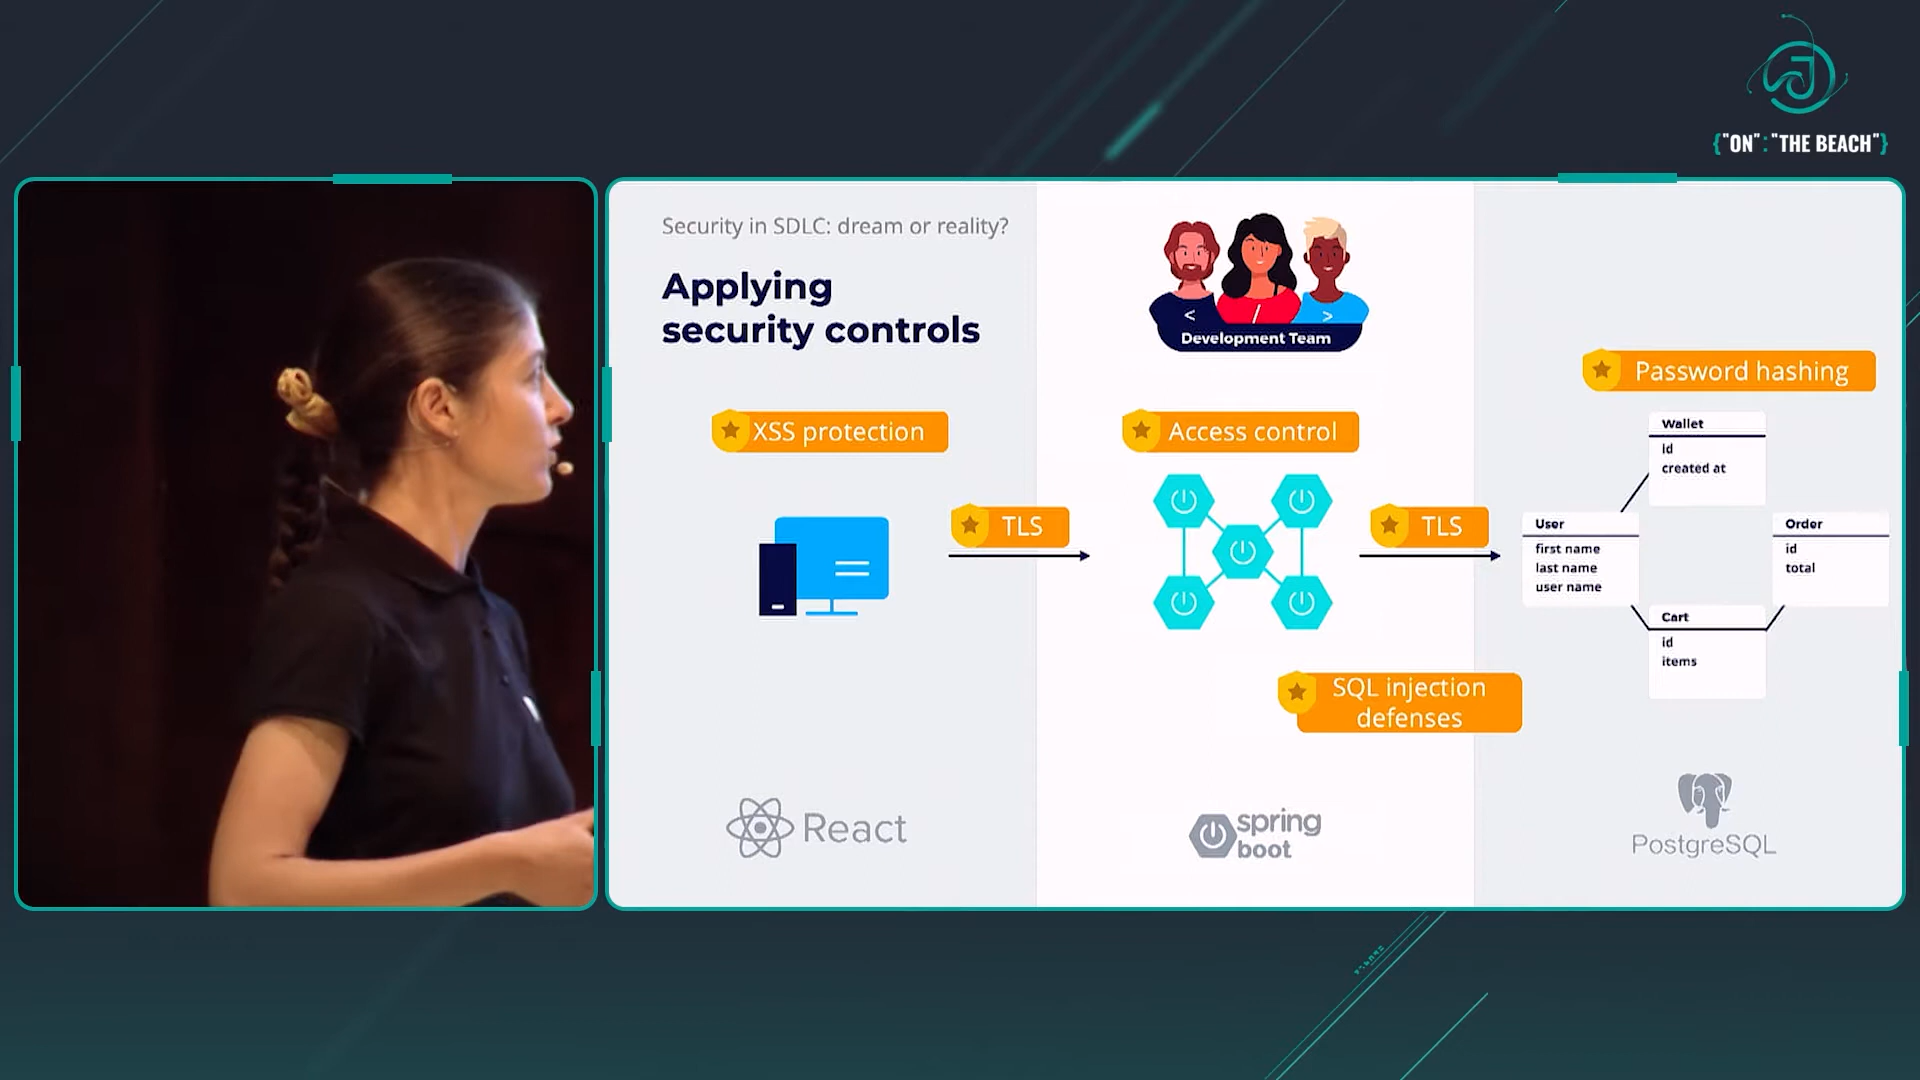 {"ON":"THE BEACH"}
Security in SDLC: dream or reality?
Applying
security controls
< / >
Development Team
Password hashing
XSS protection
Access control
TLS
TLS
Wallet
id
created at
User
first name
last name
user name
Order
id
total
Cart
id
items
SQL injection
defenses
React
spring
boot
PostgreSQL